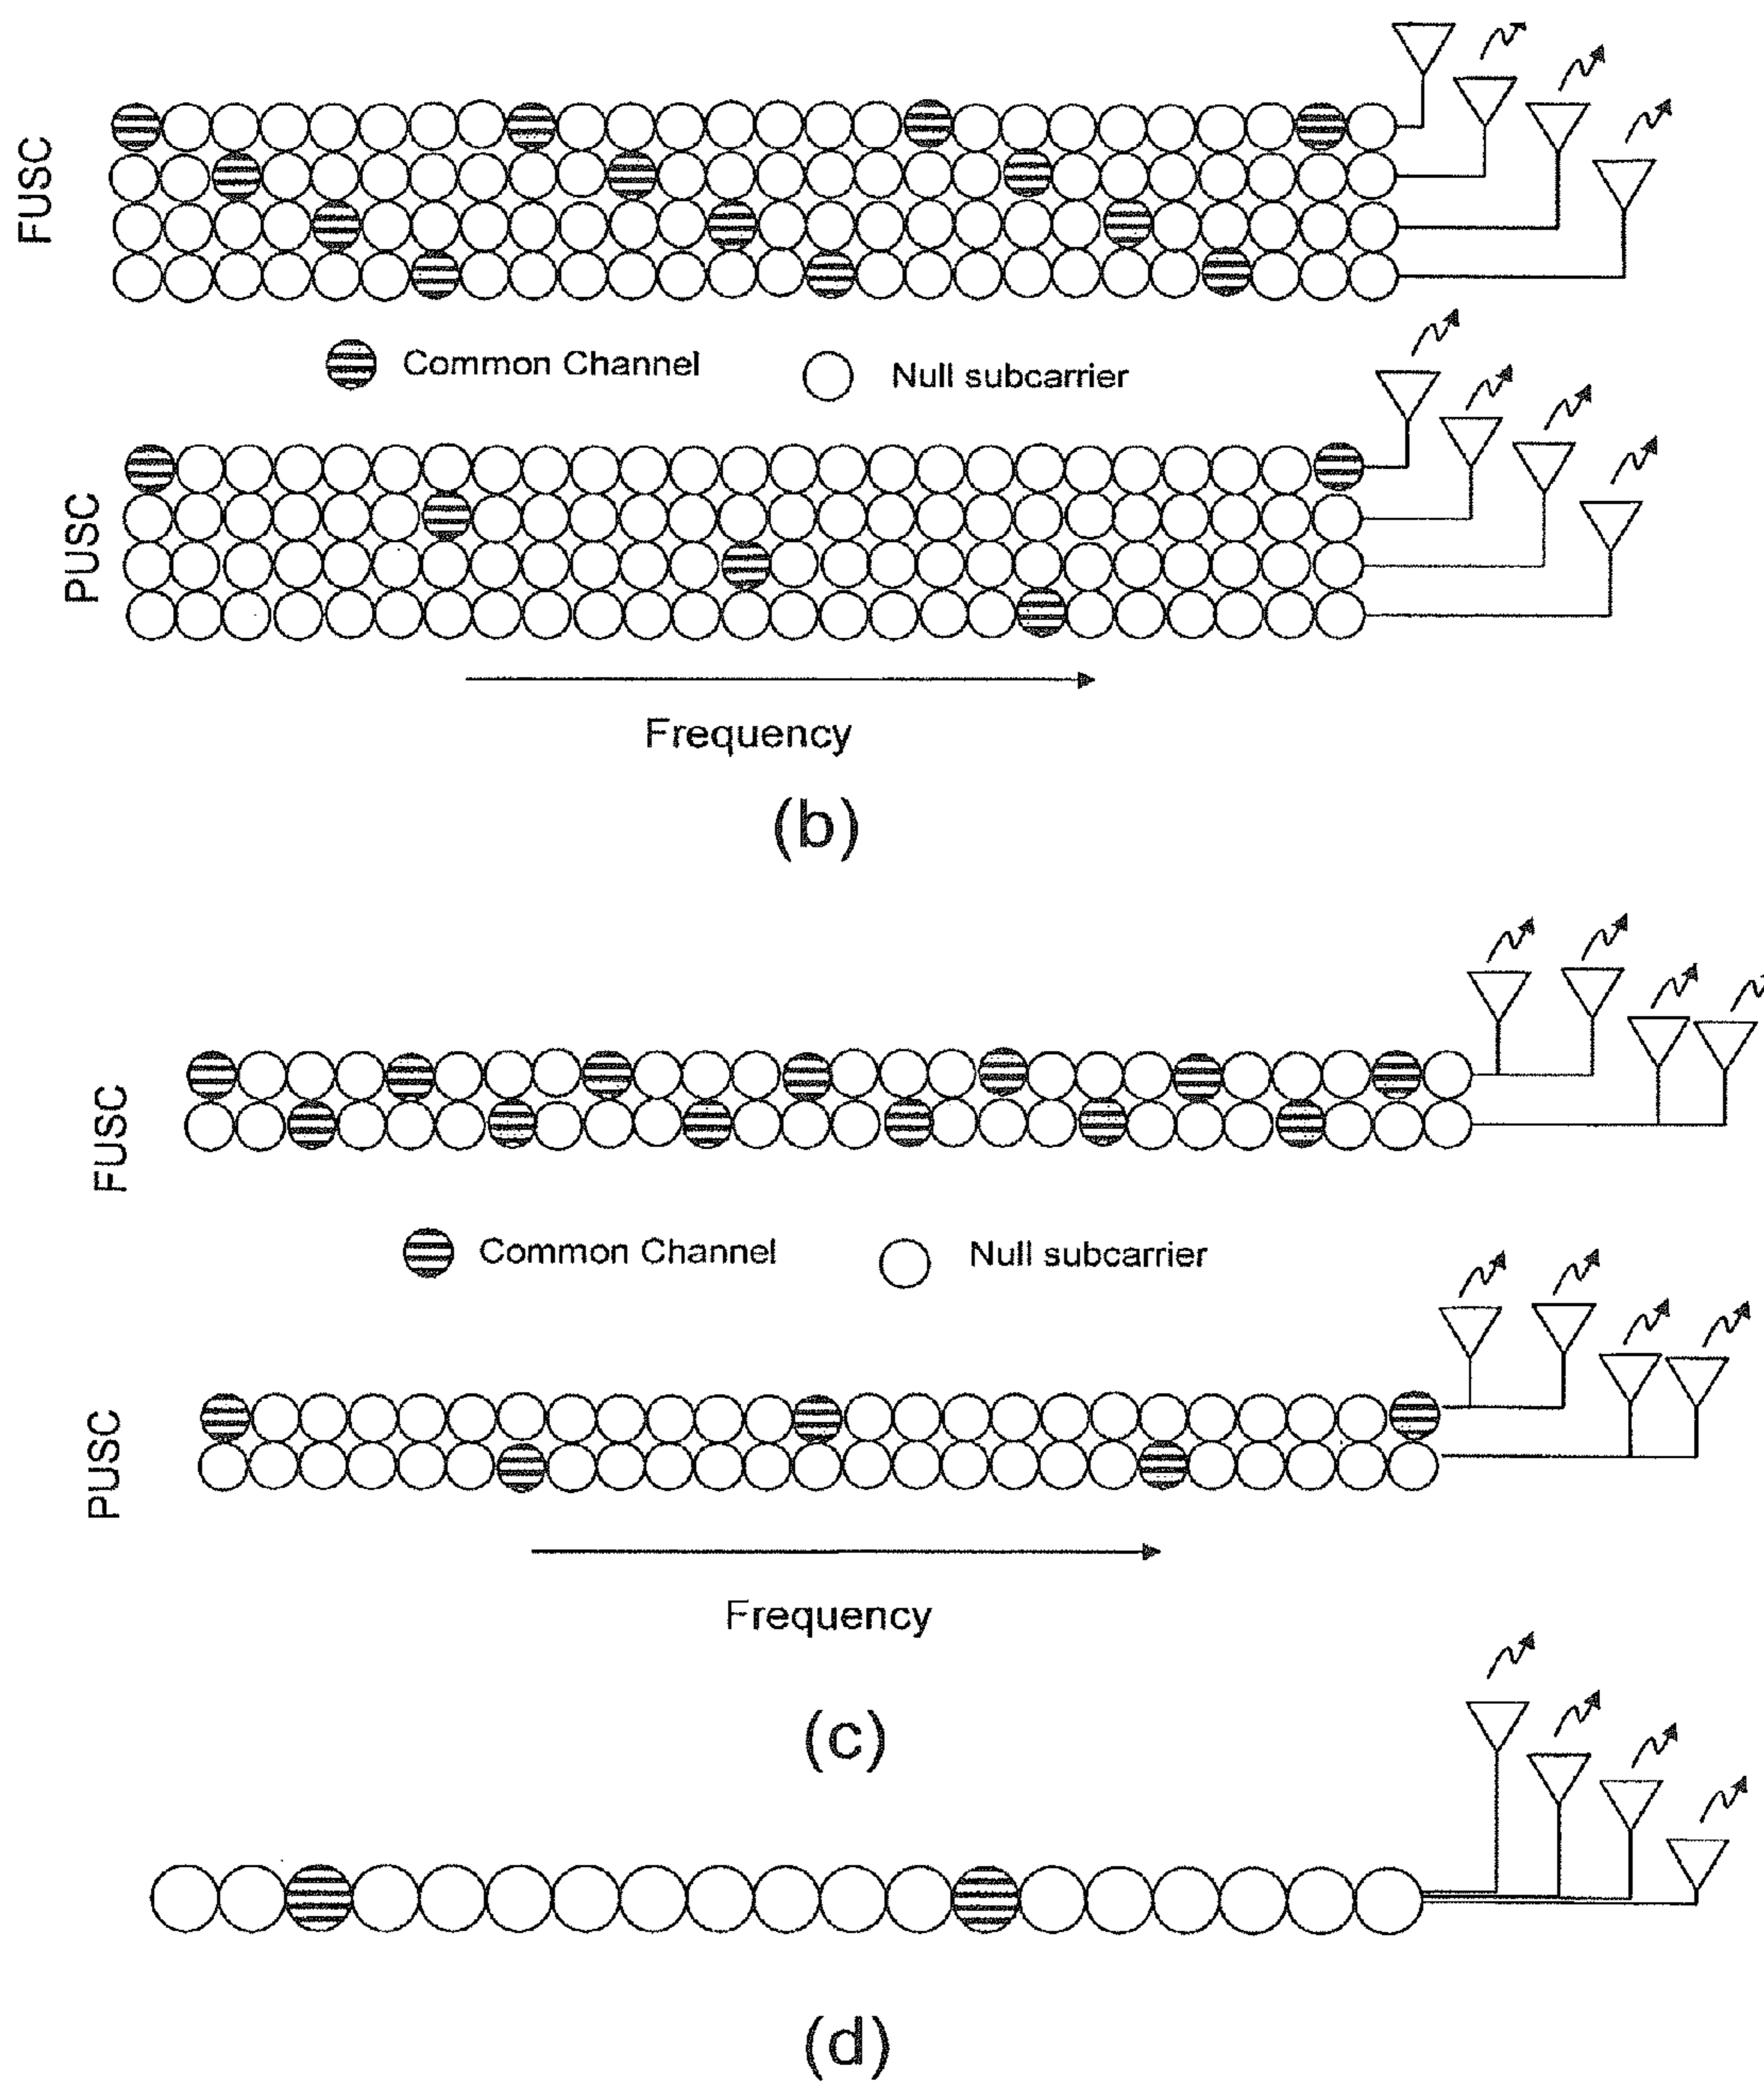 FUSC
Common Channel
Null subcarrier
PUSC
Frequency
(b)
FUSC
Common Channel
Null subcarrier
PUSC
Frequency
(c)
(d)